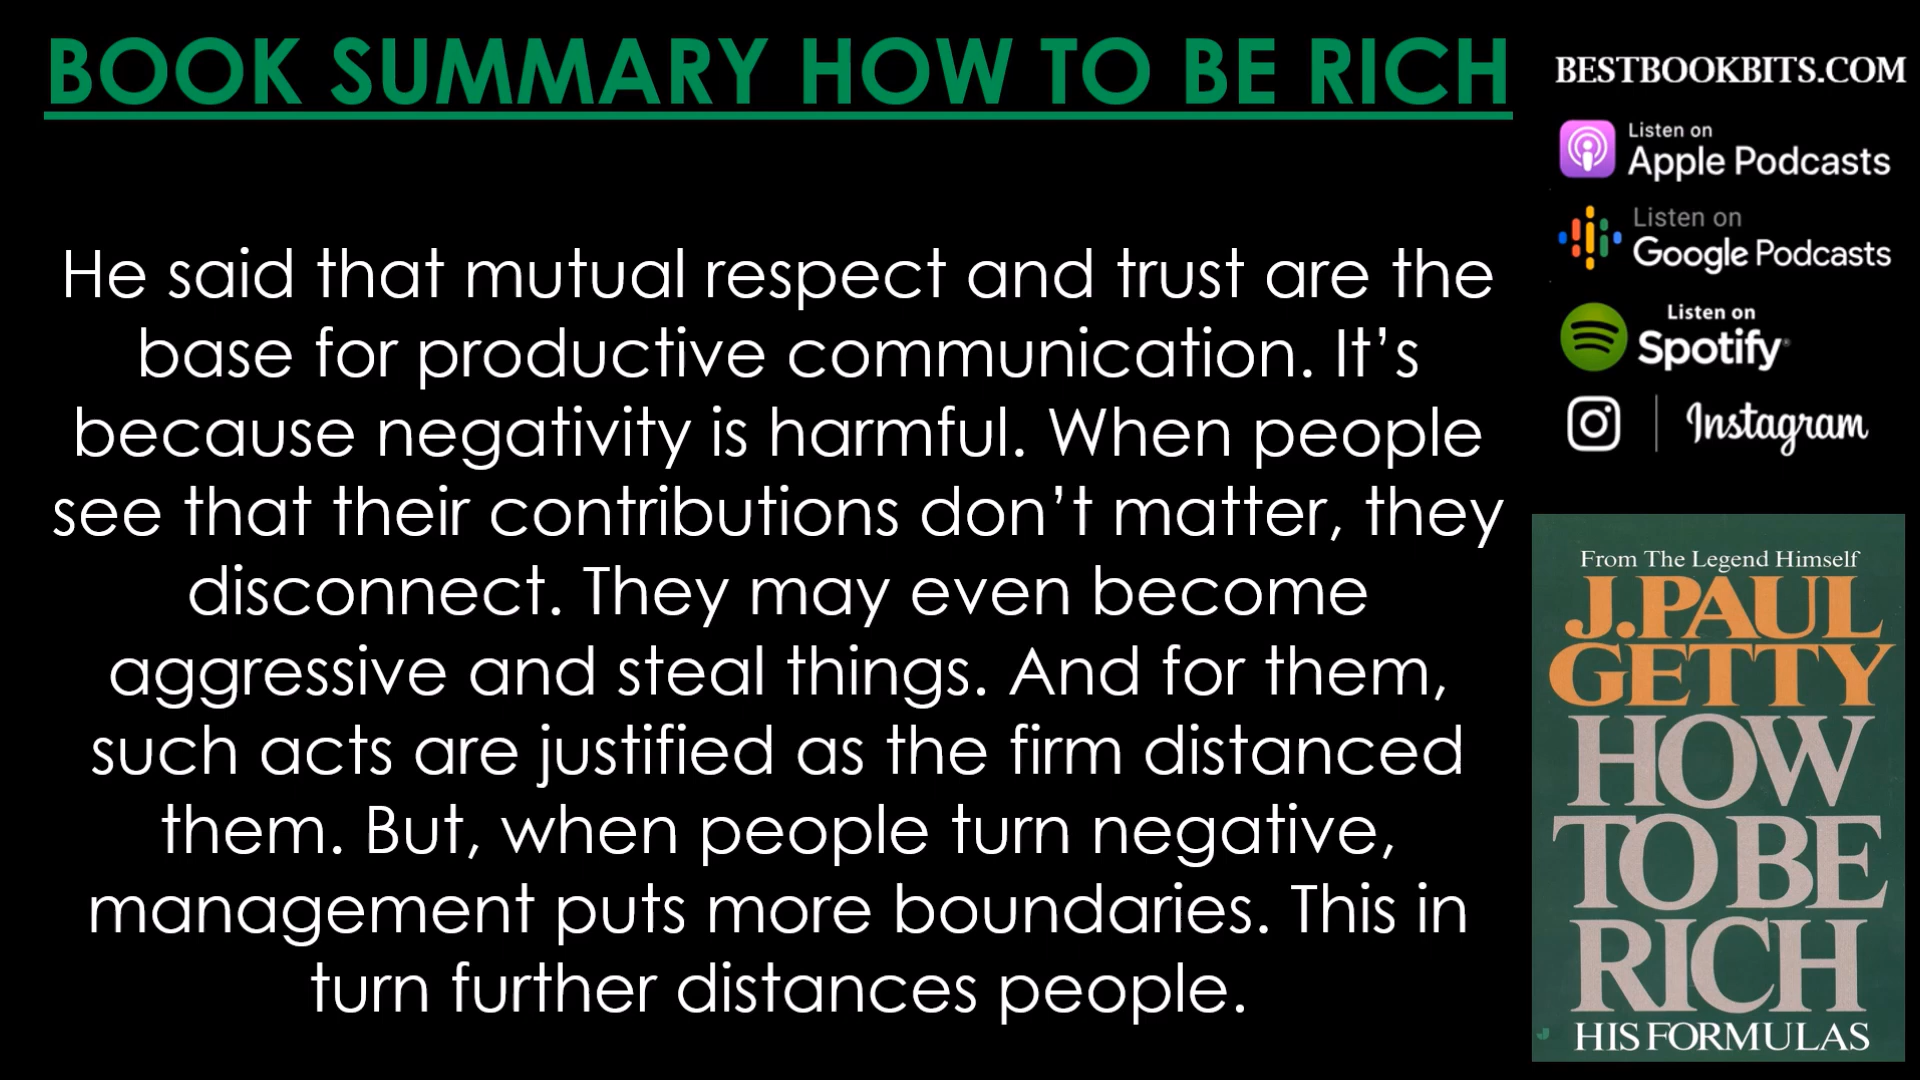 BOOK SUMMARY HOW TO BE RICH
He said that mutual respect and trust are the
base for productive communication. It’s
because negativity is harmful. When people
see that their contributions don’t matter, they
disconnect. They may even become
aggressive and steal things. And for them,
such acts are justified as the firm distanced
them. But, when people turn negative,
management puts more boundaries. This in
turn further distances people.
BESTBOOKBITS.COM
Listen on
Apple Podcasts
Listen on
Google Podcasts
Listen on
Spotify
Instagram
From The Legend Himself
J. PAUL
GETTY
HOW
TO BE
RICH
HIS FORMULAS